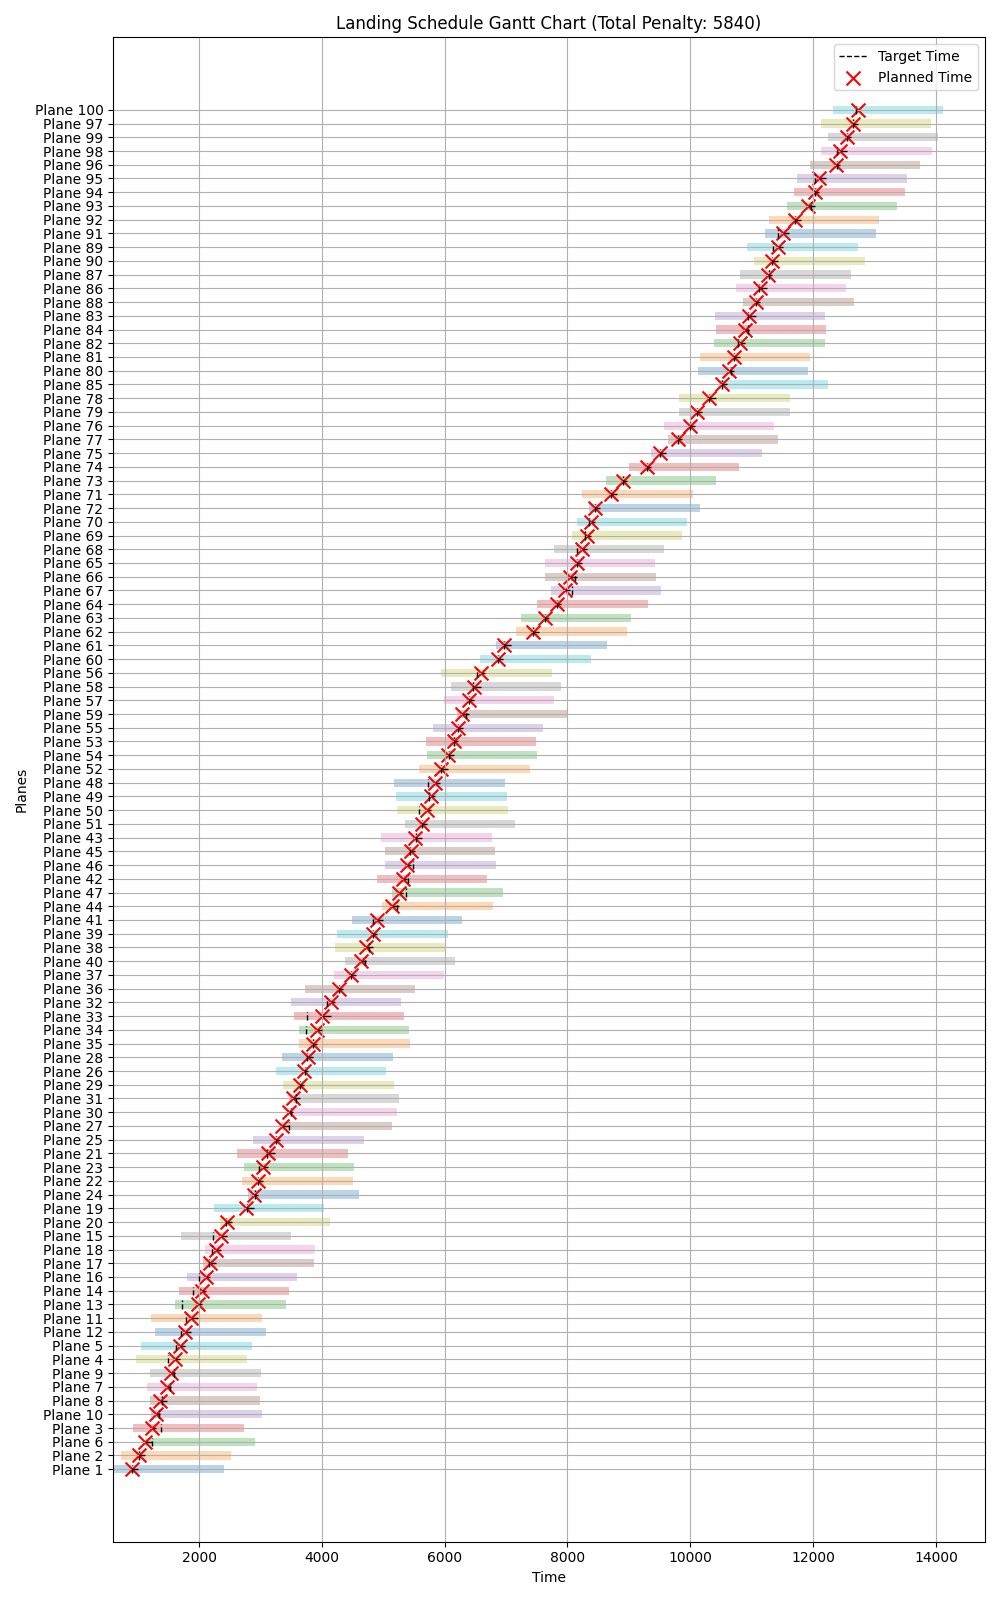 Landing Schedule Gantt Chart (Total Penalty: 5840)
Target Time
Planned Time
Plane 100
Plane 97
Plane 99
Plane 98
Plane 96
Plane 95
Plane 94
Plane 93
Plane 92
Plane 91
Plane 89
Plane 90
Plane 87
Plane 86
Plane 88
Plane 83
Plane 84
Plane 82
Plane 81
Plane 80
Plane 85
Plane 78
Plane 79
Plane 76
Plane 77
Plane 75
Plane 74
Plane 73
Plane 71
Plane 72
Plane 70
Plane 69
Plane 68
Plane 65
Plane 66
Plane 67
Plane 64
Plane 63
Plane 62
Plane 61
Plane 60
Plane 56
Plane 58
Plane 57
Plane 59
Plane 55
Plane 53
Plane 54
Plane 52
Plane 48
Plane 49
Plane 50
Plane 51
Plane 43
Plane 45
Plane 46
Plane 42
Plane 47
Plane 44
Plane 41
Plane 39
Plane 38
Plane 40
Plane 37
Plane 36
Plane 32
Plane 33
Plane 34
Plane 35
Plane 28
Plane 26
Plane 29
Plane 31
Plane 30
Plane 27
Plane 25
Plane 21
Plane 23
Plane 22
Plane 24
Plane 19
Plane 20
Plane 15
Plane 18
Plane 17
Plane 16
Plane 14
Plane 13
Plane 11
Plane 12
Plane 5
Plane 4
Plane 9
Plane 7
Plane 8
Plane 10
Plane 3
Plane 6
Plane 2
Plane 1
Planes
2000 4000 6000 8000 10000 12000 14000
Time